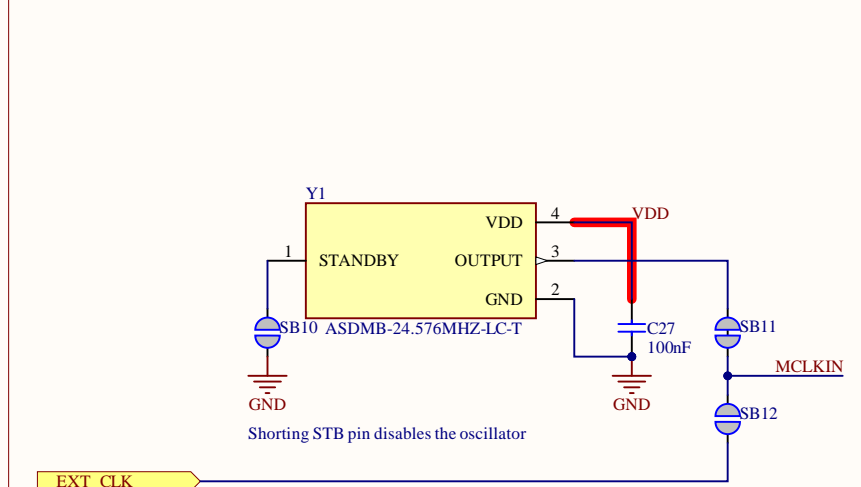 Y1
VDD
4
VDD
1
STANDBY
OUTPUT
3
GND
2
SB10
ASDMB-24.576MHZ-LC-T
C27
100nF
SB11
MCLKIN
GND
GND
SB12
Shorting STB pin disables the oscillator
EXT_CLK